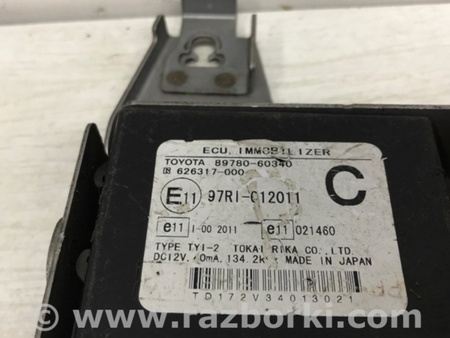 ECU, IMMOBILIZER
TOYOTA 89780-60340
626317-000
C
E11 97RI-012011
e11 I-00 2011 e11 021460
TYPE TYI-2 TOKAI RIKA CO.,LTD.
DC12V. 40mA, 134.2k MADE IN JAPAN
TD172V34013021
© www.razborki.com